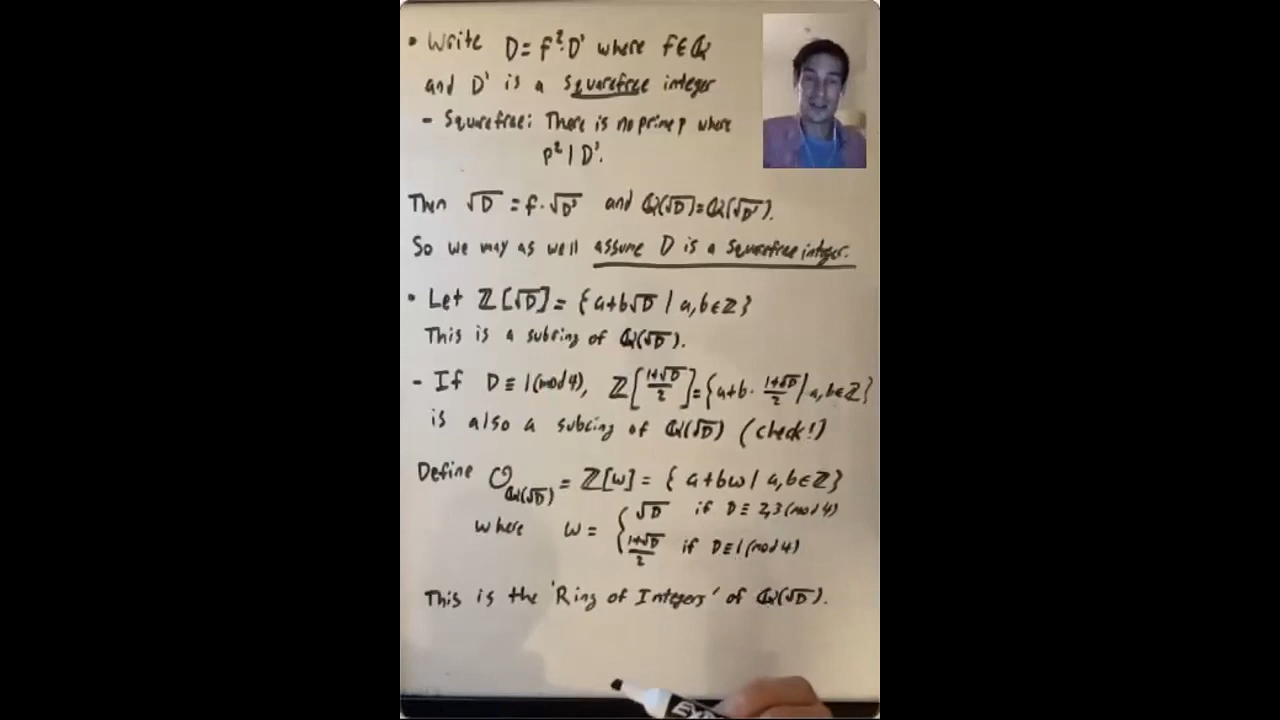 • Write D = f²·D' where f∈ℚ
and D' is a squarefree integer
- Squarefree: There is no prime p where
p² | D'.
Then √D = f·√D' and ℚ(√D)=ℚ(√D').
So we may as well assume D is a squarefree integer.
• Let ℤ[√D] = {a+b√D | a,b∈ℤ}
This is a subring of ℚ(√D).
- If D ≡ 1 (mod 4), ℤ[(1+√D)/2] = {a+b·(1+√D)/2 | a,b∈ℤ}
is also a subring of ℚ(√D) (check!)
Define 𝒪_ℚ(√D) = ℤ[ω] = {a+bω | a,b∈ℤ}
where ω = { √D if D ≡ 2,3 (mod 4)
(1+√D)/2 if D ≡ 1 (mod 4)
This is the 'Ring of Integers' of ℚ(√D).